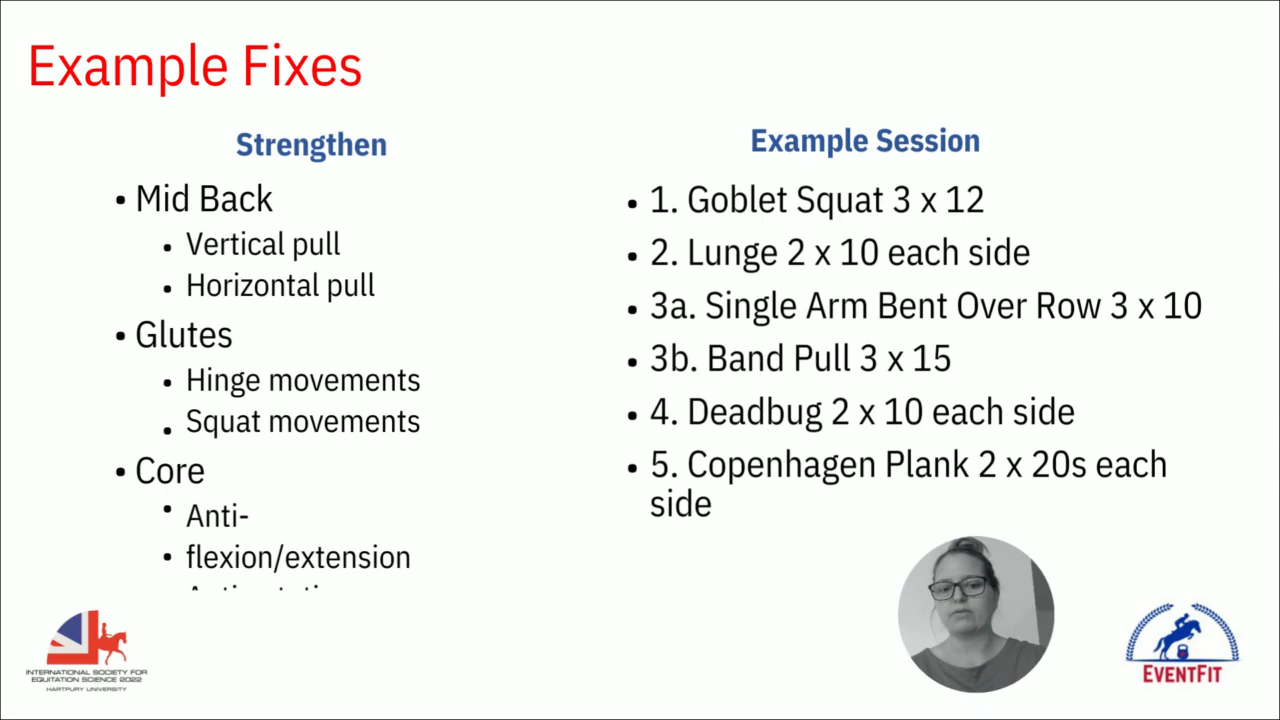 Example Fixes
Strengthen
• Mid Back
• Vertical pull
• Horizontal pull
• Glutes
• Hinge movements
• Squat movements
• Core
• Anti-
• flexion/extension
Example Session
• 1. Goblet Squat 3 x 12
• 2. Lunge 2 x 10 each side
• 3a. Single Arm Bent Over Row 3 x 10
• 3b. Band Pull 3 x 15
• 4. Deadbug 2 x 10 each side
• 5. Copenhagen Plank 2 x 20s each
side
INTERNATIONAL SOCIETY FOR
EQUITATION SCIENCE 2022
HARTPURY UNIVERSITY
EVENTFIT